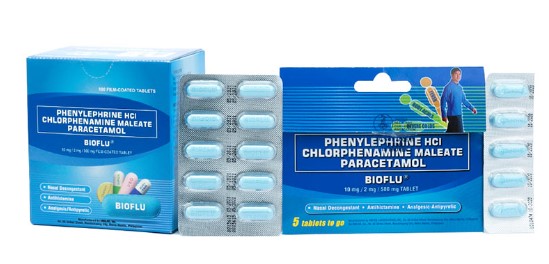 100 FILM-COATED TABLETS
PHENYLEPHRINE HCl
CHLORPHENAMINE MALEATE
PARACETAMOL
BIOFLU®
10 mg / 2 mg / 500 mg FILM-COATED TABLET
• Nasal Decongestant
• Antihistamine
• Analgesic/Antipyretic
BIOFLU
PHENYLEPHRINE HCl
CHLORPHENAMINE MALEATE
PARACETAMOL
BIOFLU®
10 mg / 2 mg / 500 mg TABLET
• Nasal Decongestant • Antihistamine • Analgesic-Antipyretic
5 tablets to go